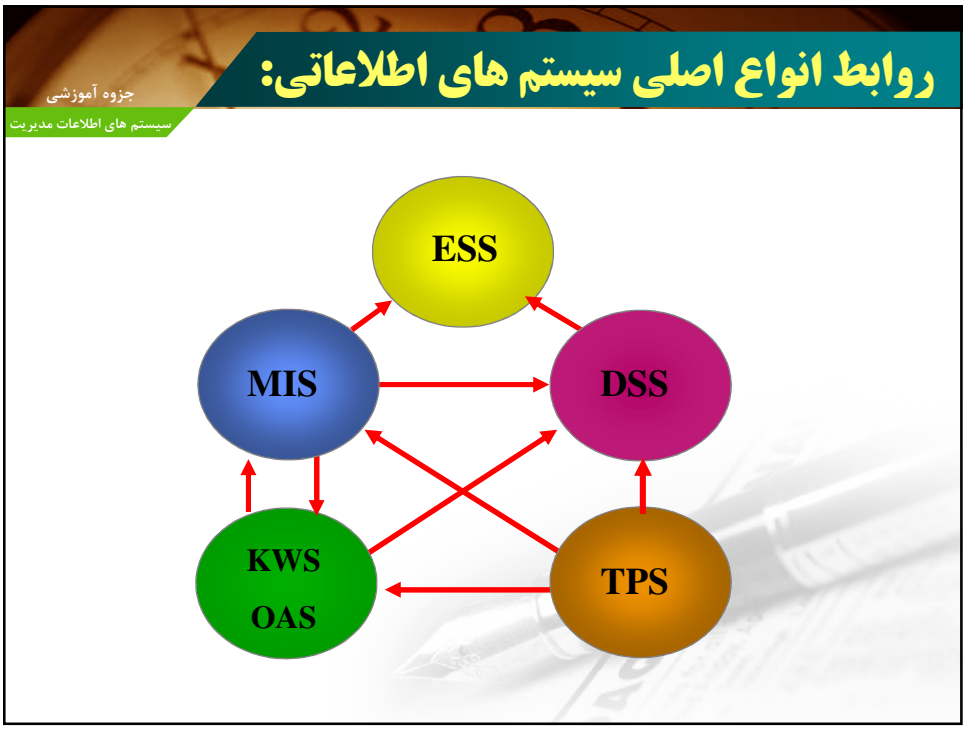 روابط انواع اصلی سیستم های اطلاعاتی:
جزوه آموزشی
سیستم های اطلاعات مدیریت
ESS
MIS
DSS
KWS
OAS
TPS